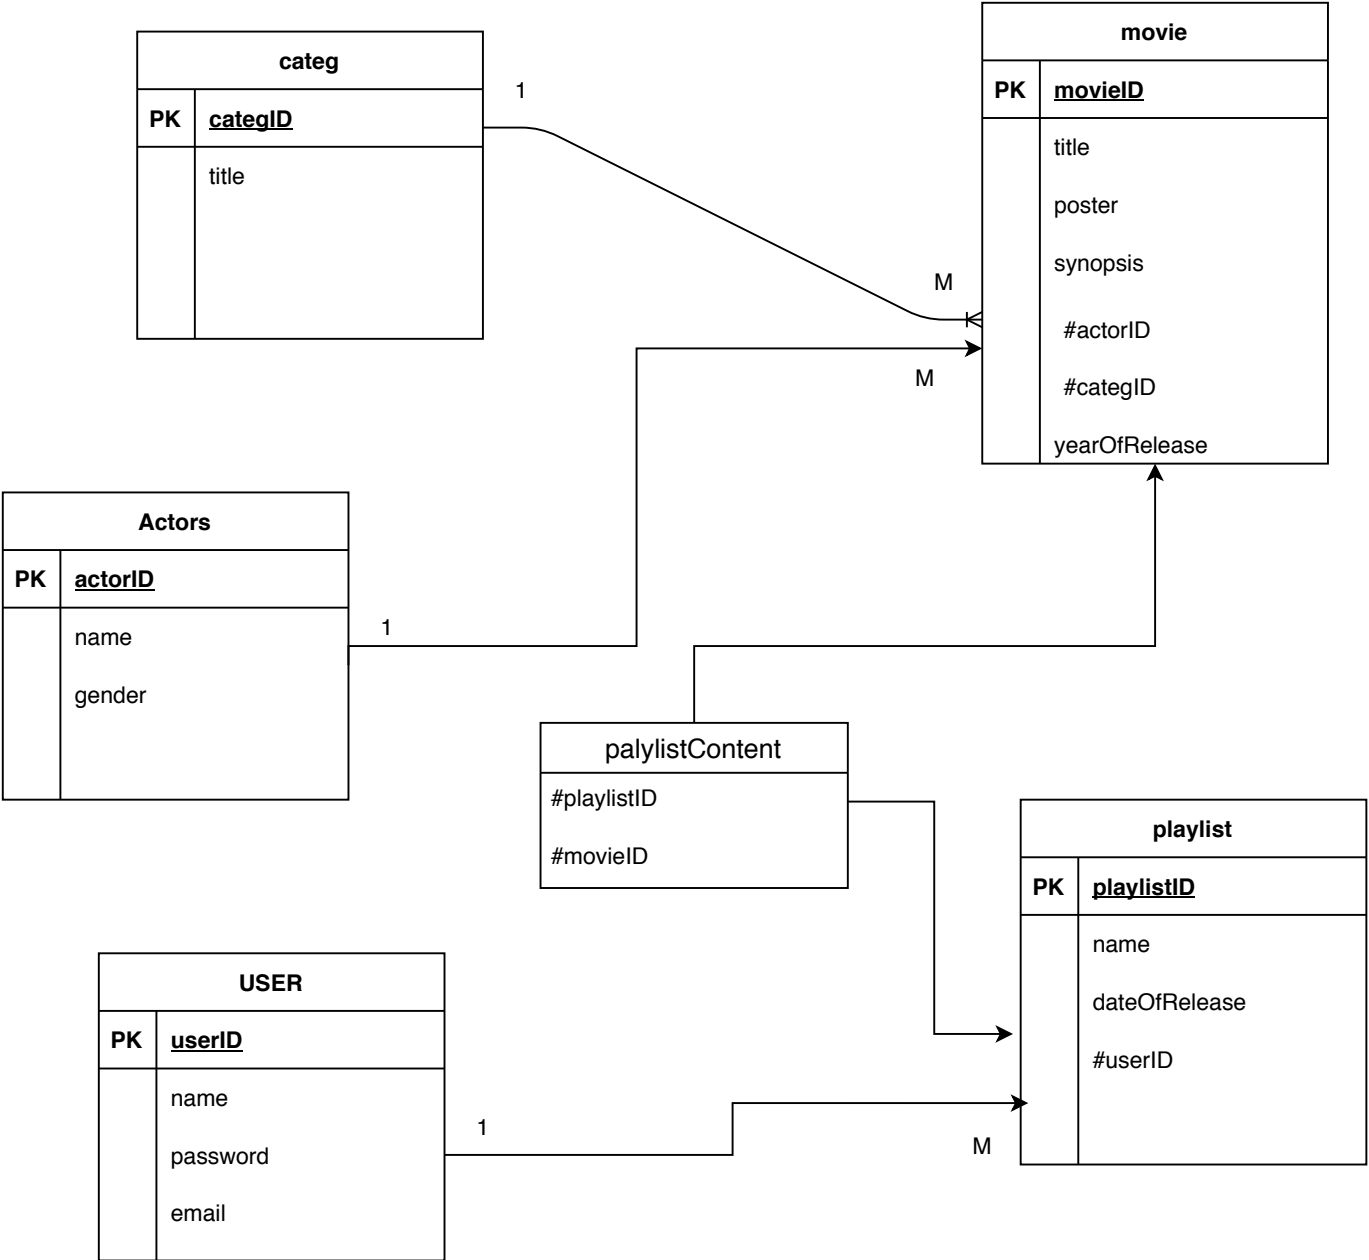 categ
PK categID
title
1
movie
PK movieID
title
poster
synopsis
#actorID
#categID
yearOfRelease
M
M
Actors
PK actorID
name
gender
1
palylistContent
#playlistID
#movieID
playlist
PK playlistID
name
dateOfRelease
#userID
USER
PK userID
name
password
email
1
M